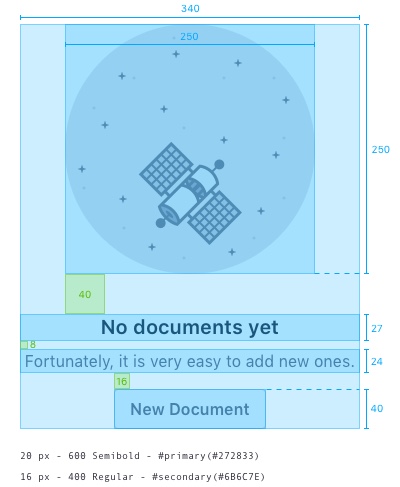 340
250
250
40
No documents yet
27
8
Fortunately, it is very easy to add new ones.
24
16
New Document
40
20 px - 600 Semibold - #primary(#272833)
16 px - 400 Regular - #secondary(#6B6C7E)